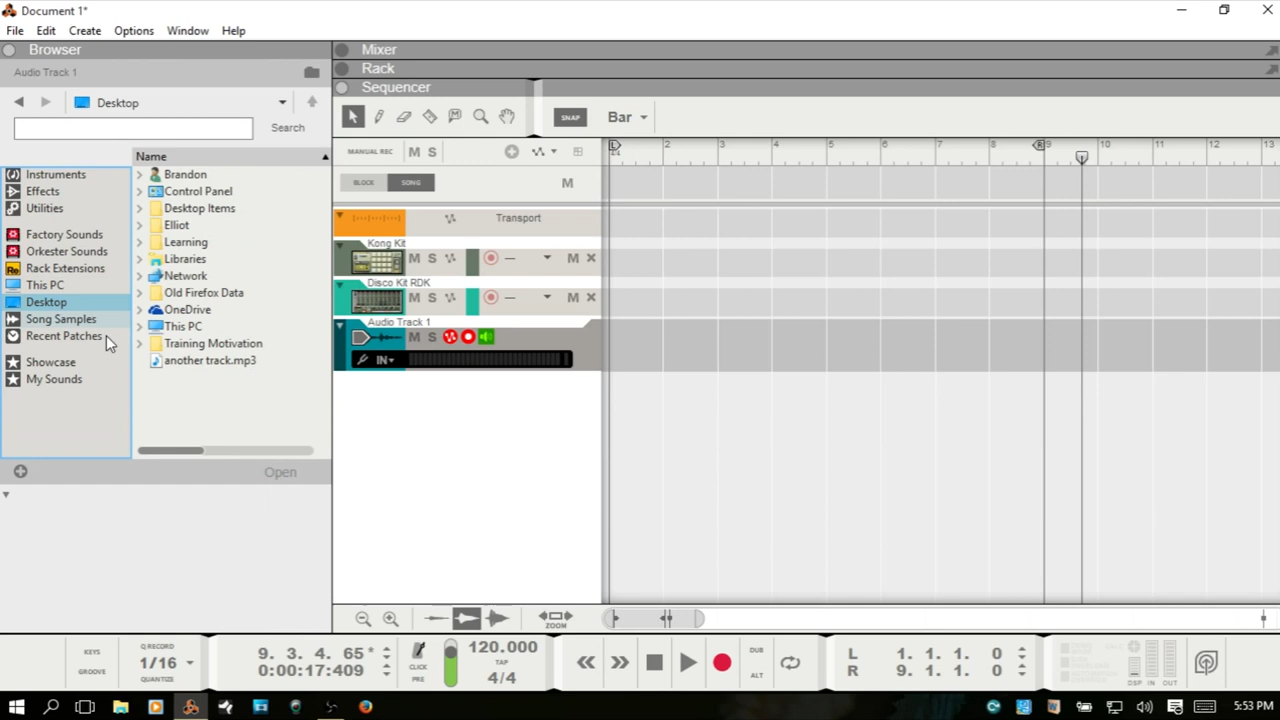 Document 1*
File Edit Create Options Window Help
Browser
Audio Track 1
Desktop
Search
Instruments
Effects
Utilities
Factory Sounds
Orkester Sounds
Rack Extensions
This PC
Desktop
Song Samples
Recent Patches
Showcase
My Sounds
Name
Brandon
Control Panel
Desktop Items
Elliot
Learning
Libraries
Network
Old Firefox Data
OneDrive
This PC
Training Motivation
another track.mp3
Open
Mixer
Rack
Sequencer
SNAP Bar
MANUAL REC M S
BLOCK SONG M
L 2 3 4 5 6 7 8 R 9 10 11 12 13
4/4
Transport
Kong Kit
M S — M
Disco Kit RDK
M S — M
Audio Track 1
M S
IN
ZOOM
KEYS
GROOVE
Q RECORD
1/16
QUANTIZE
9. 3. 4. 65*
0:00:17:409
CLICK
PRE
120.000
TAP
4/4
DUB
ALT
L 1. 1. 1. 0
R 9. 1. 1. 0
DSP IN OUT
5:53 PM